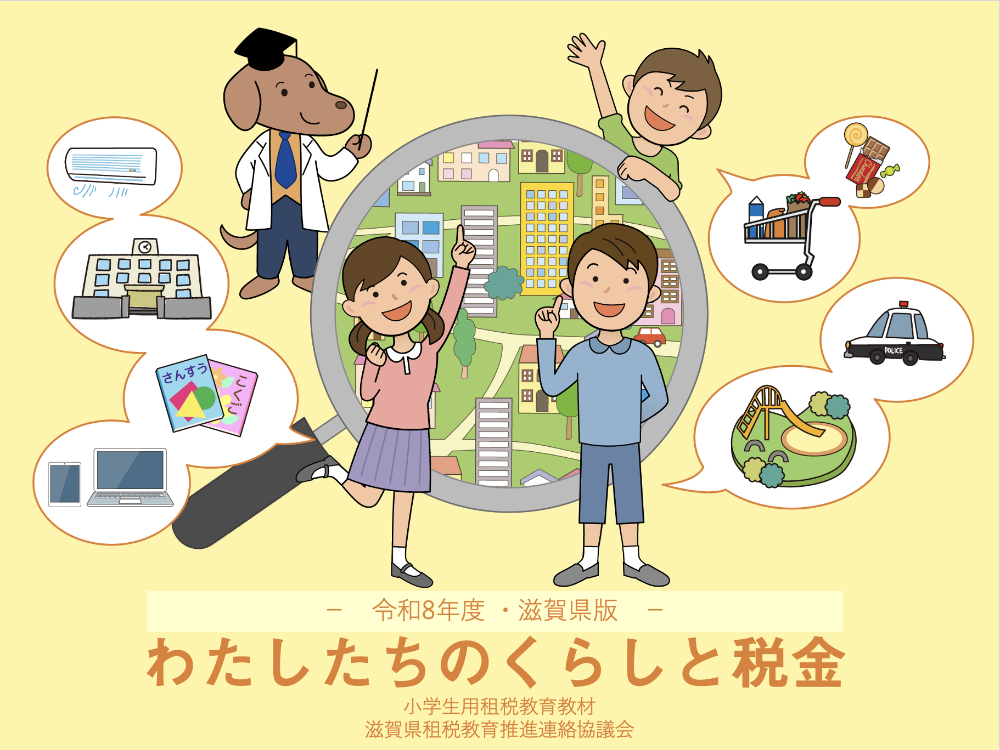 さんすう
こくご
Chocolate
POLICE
－　令和8年度 ・滋賀県版　－
わたしたちのくらしと税金
小学生用租税教育教材
滋賀県租税教育推進連絡協議会